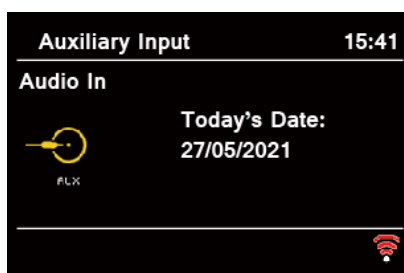 Auxiliary Input 15:41
Audio In
Today's Date:
27/05/2021
AUX